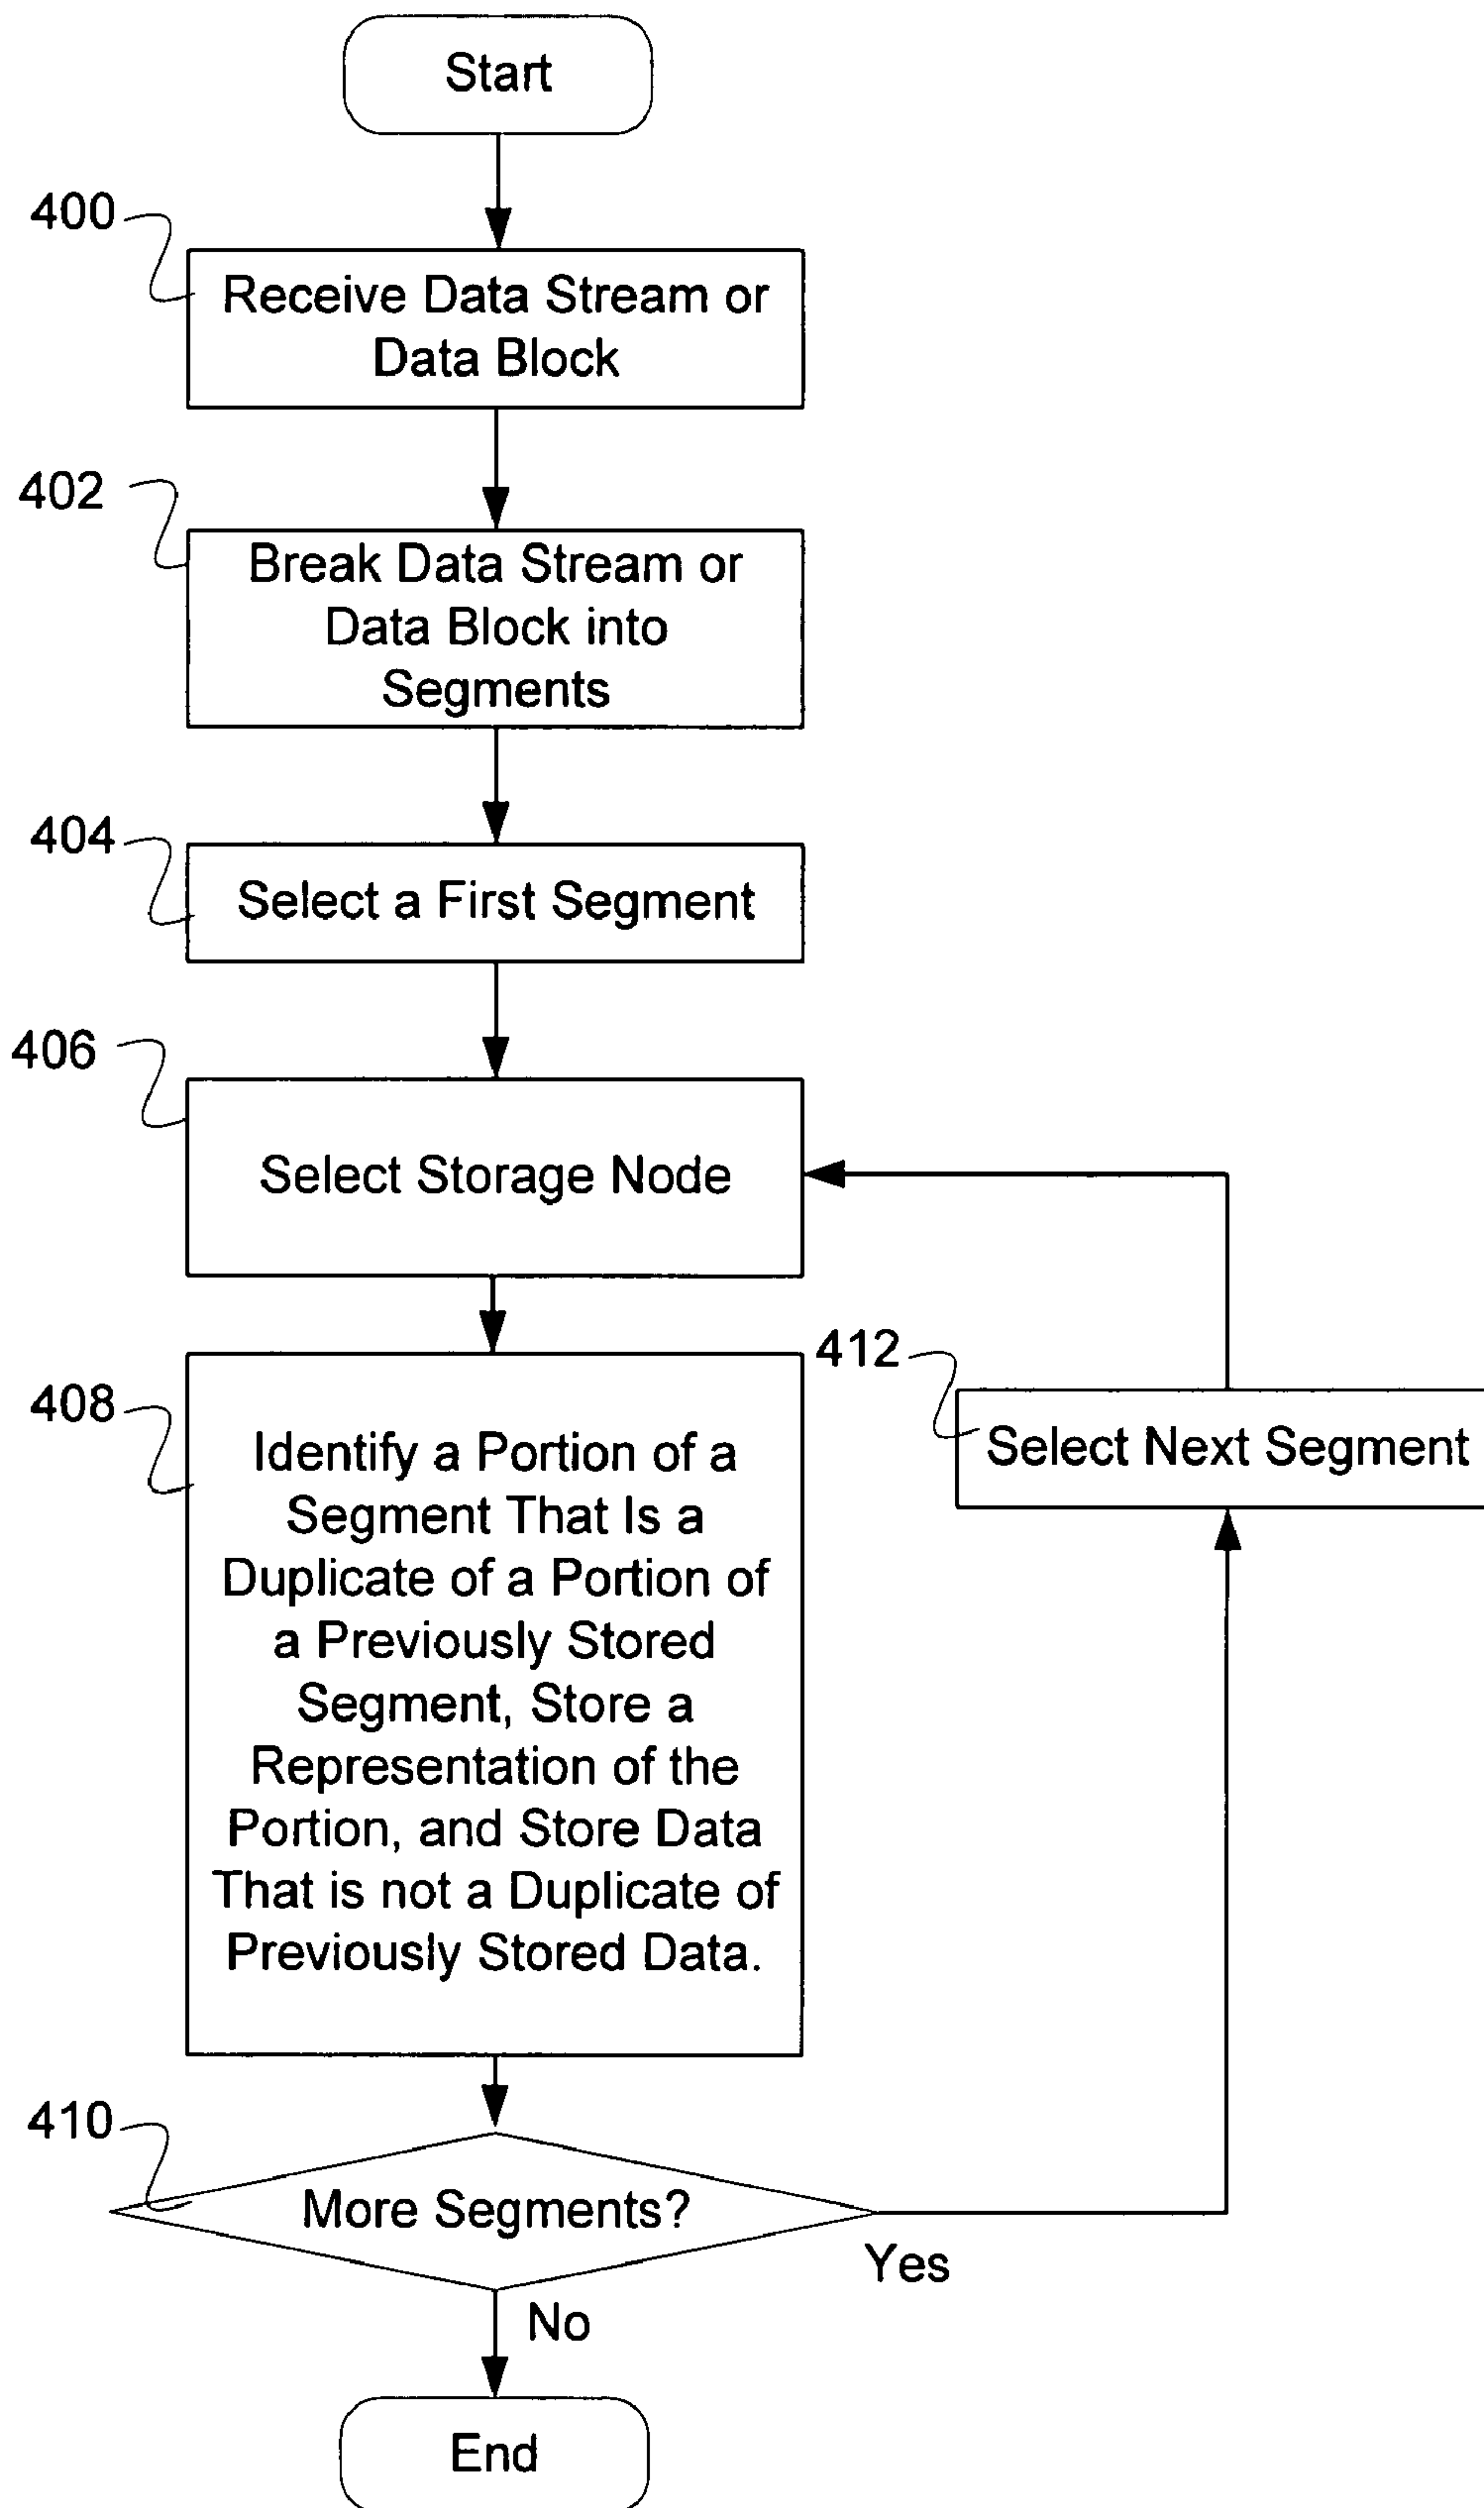 Start
400
Receive Data Stream or
Data Block
402
Break Data Stream or
Data Block into
Segments
404
Select a First Segment
406
Select Storage Node
412
Select Next Segment
408
Identify a Portion of a
Segment That Is a
Duplicate of a Portion of
a Previously Stored
Segment, Store a
Representation of the
Portion, and Store Data
That is not a Duplicate of
Previously Stored Data.
410
More Segments?
Yes
No
End